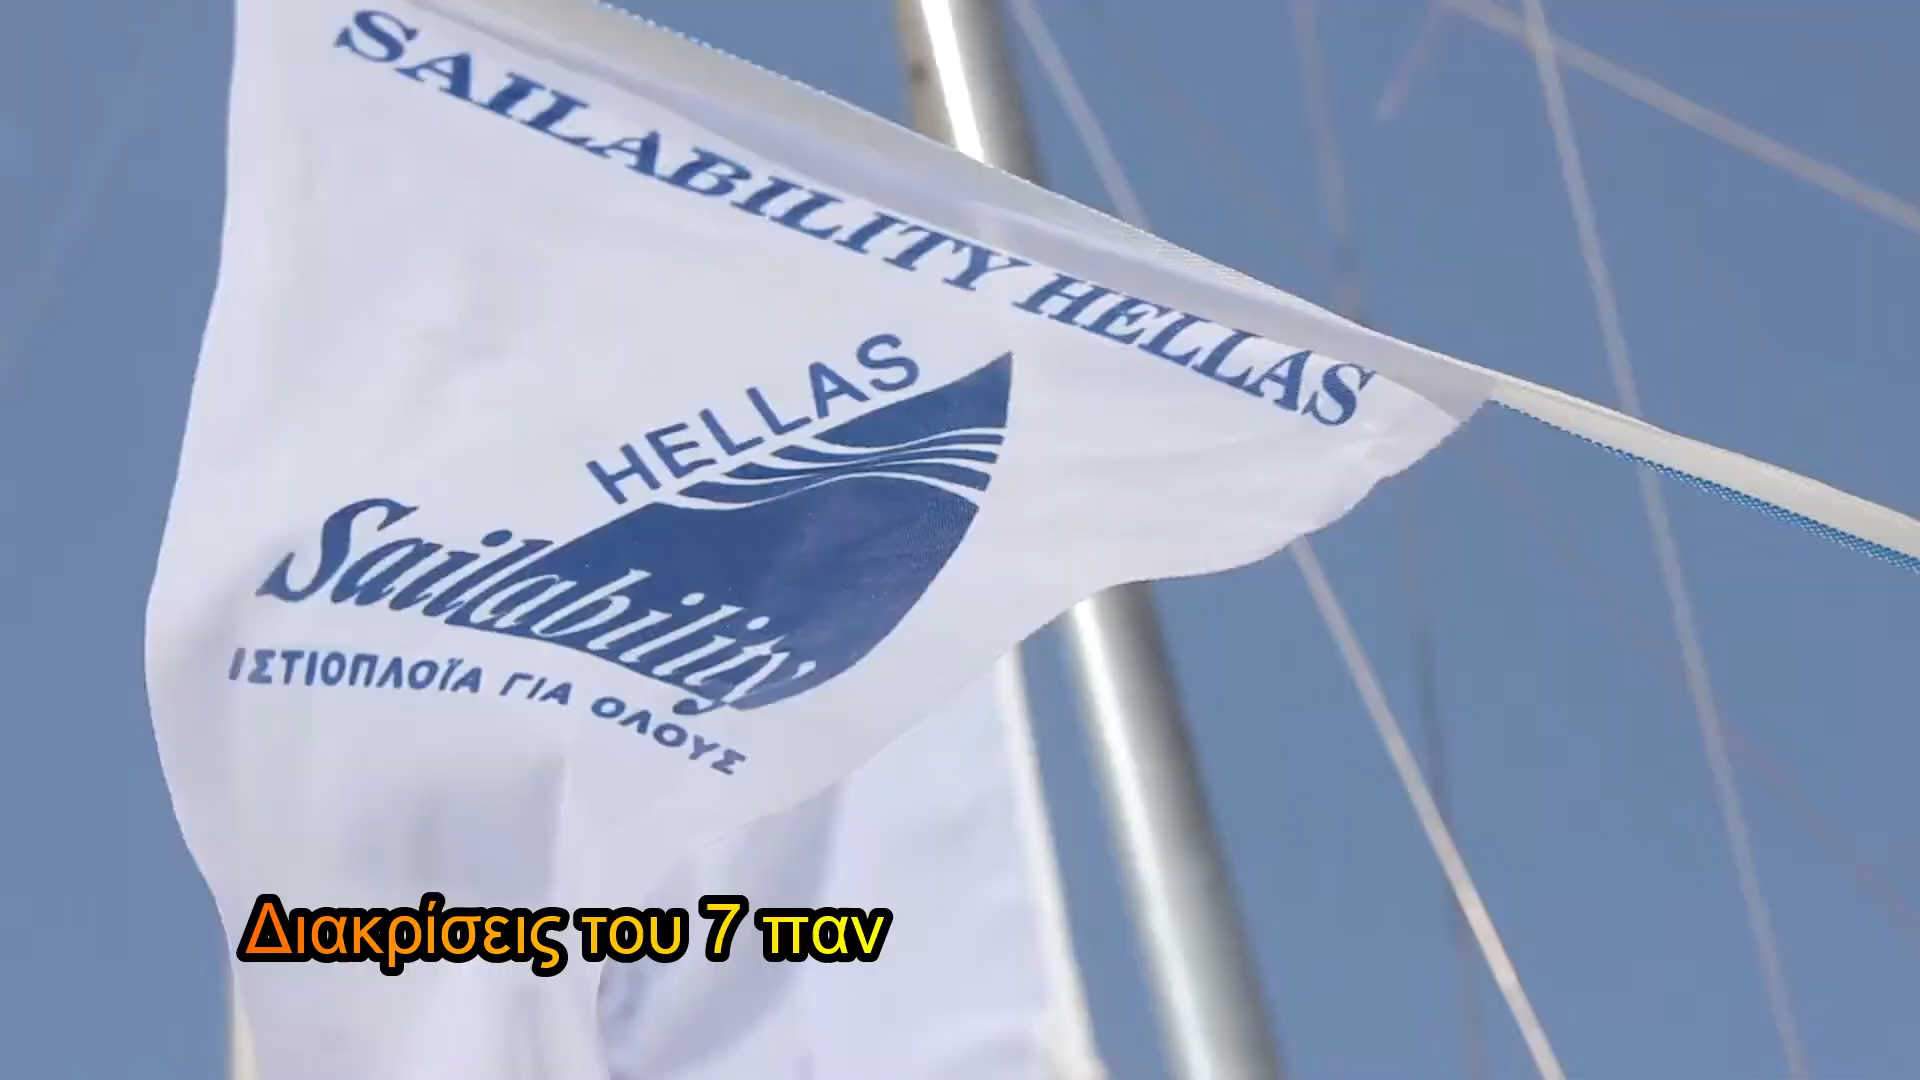 SAILABILITY HELLAS
HELLAS
Sailability
ΙΣΤΙΟΠΛΟΪΑ ΓΙΑ ΟΛΟΥΣ
Διακρίσεις του 7 παν